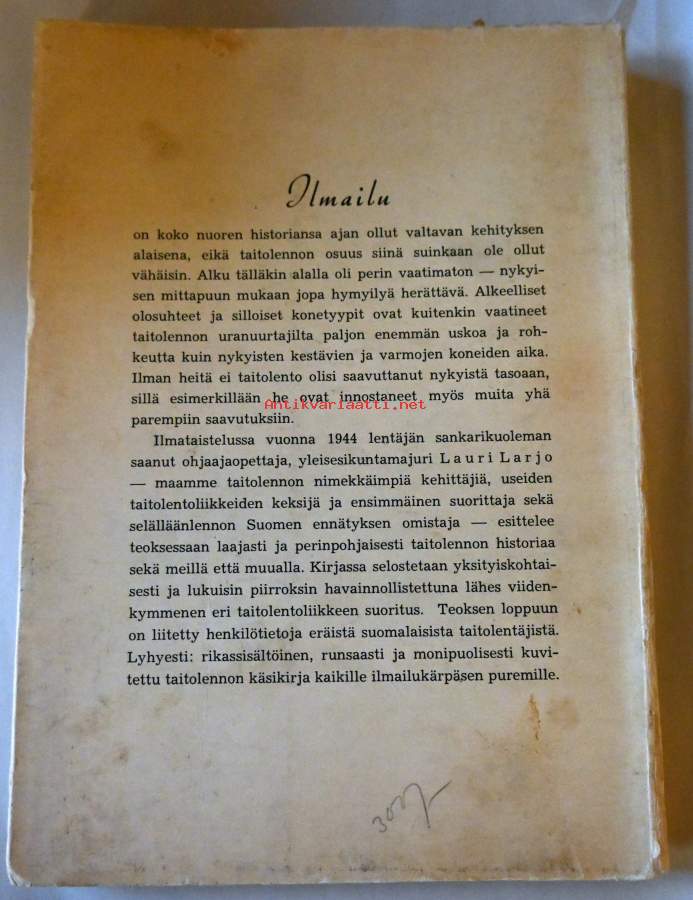 Ilmailu
on koko nuoren historiansa ajan ollut valtavan kehityksen
alaisena, eikä taitolennon osuus siinä suinkaan ole ollut
vähäisin. Alku tälläkin alalla oli perin vaatimaton — nykyi-
sen mittapuun mukaan jopa hymyilyä herättävä. Alkeelliset
olosuhteet ja silloiset konetyypit ovat kuitenkin vaatineet
taitolennon uranuurtajilta paljon enemmän uskoa ja roh-
keutta kuin nykyisten kestävien ja varmojen koneiden aika.
Ilman heitä ei taitolento olisi saavuttanut nykyistä tasoaan,
sillä esimerkillään he ovat innostaneet myös muita yhä
Antikvariaatti.net
parempiin saavutuksiin.
Ilmataistelussa vuonna 1944 lentäjän sankarikuoleman
saanut ohjaajaopettaja, yleisesikuntamajuri Lauri Larjo
— maamme taitolennon nimekkäimpiä kehittäjiä, useiden
taitolentoliikkeiden keksijä ja ensimmäinen suorittaja sekä
selälläänlennon Suomen ennätyksen omistaja — esittelee
teoksessaan laajasti ja perinpohjaisesti taitolennon historiaa
sekä meillä että muualla. Kirjassa selostetaan yksityiskohtai-
sesti ja lukuisin piirroksin havainnollistettuna lähes viiden-
kymmenen eri taitolentoliikkeen suoritus. Teoksen loppuun
on liitetty henkilötietoja eräistä suomalaisista taitolentäjistä.
Lyhyesti: rikassisältöinen, runsaasti ja monipuolisesti kuvi-
tettu taitolennon käsikirja kaikille ilmailukärpäsen puremille.